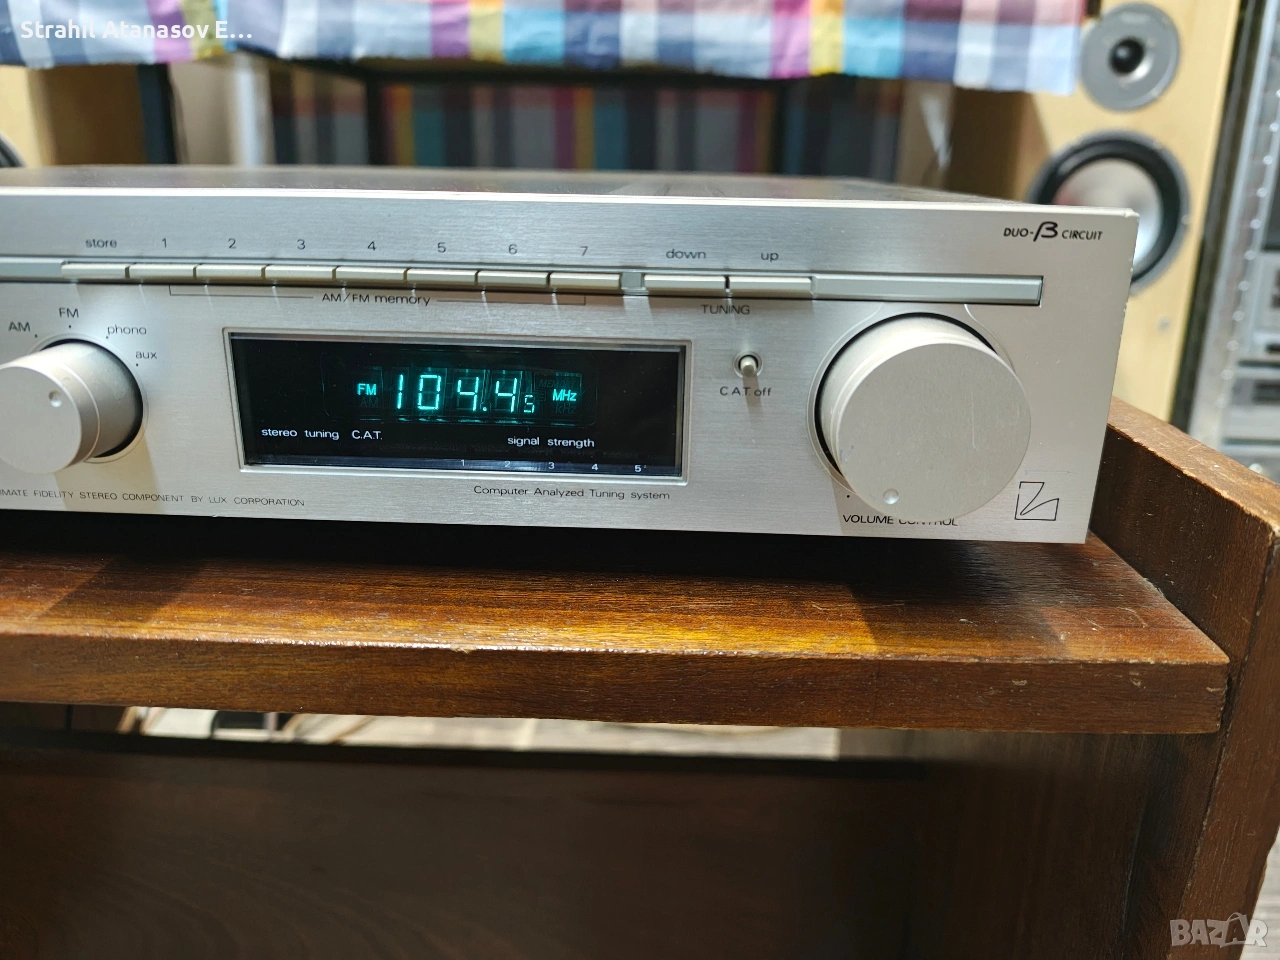 Strahil Atanasov E...
DUO-β CIRCUIT
store 1 2 3 4 5 6 7 down up
AM/FM memory
TUNING
AM FM phono aux
C.A.T off
FM 104.45 MHz
stereo tuning C.A.T. signal strength
1 2 3 4 5
Computer Analyzed Tuning system
FIDELITY STEREO COMPONENT BY LUX CORPORATION
VOLUME CONTROL
BAZAR